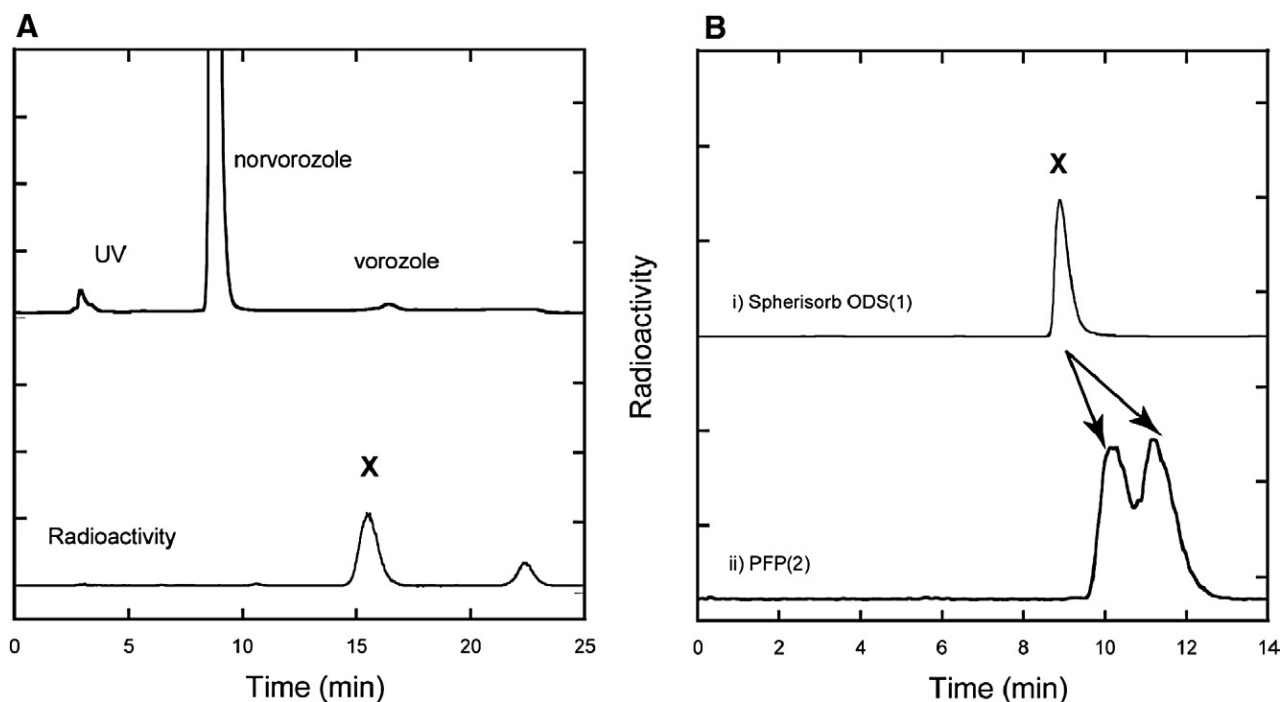 A
norvorozole
UV
vorozole
X
Radioactivity
0 5 10 15 20 25
Time (min)
B
Radioactivity
X
i) Spherisorb ODS(1)
ii) PFP(2)
0 2 4 6 8 10 12 14
Time (min)